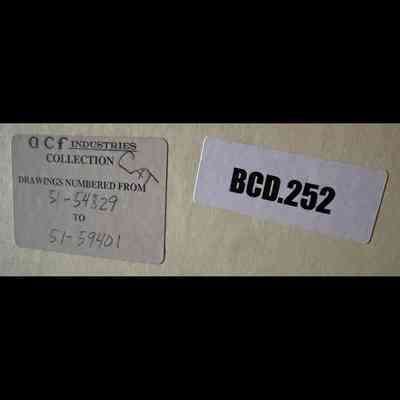 acf INDUSTRIES
COLLECTION
DRAWINGS NUMBERED FROM
51-54829
TO
51-59401
BCD.252